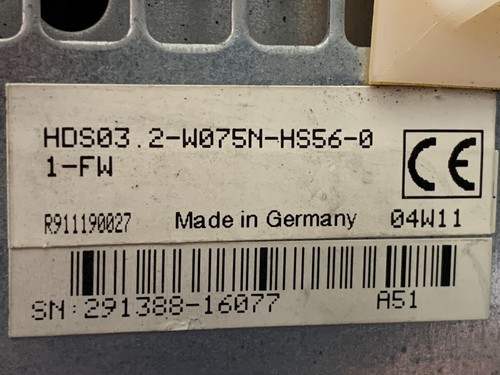 HDS03.2-W075N-HS56-0
1-FW
CE
R911190027 Made in Germany 04W11
SN:291388-16077 A51